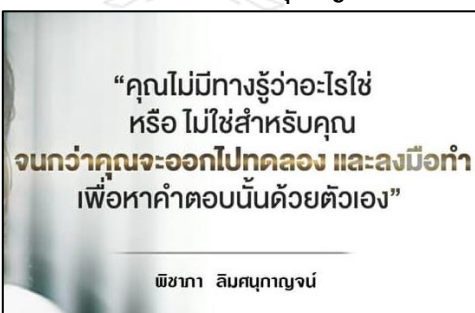 “คุณไม่มีทางรู้ว่าอะไรใช่
หรือ ไม่ใช่สำหรับคุณ
จนกว่าคุณจะออกไปทดลอง และลงมือทำ
เพื่อหาคำตอบนั้นด้วยตัวเอง”
พิชาภา ลิมศนุกาญจน์